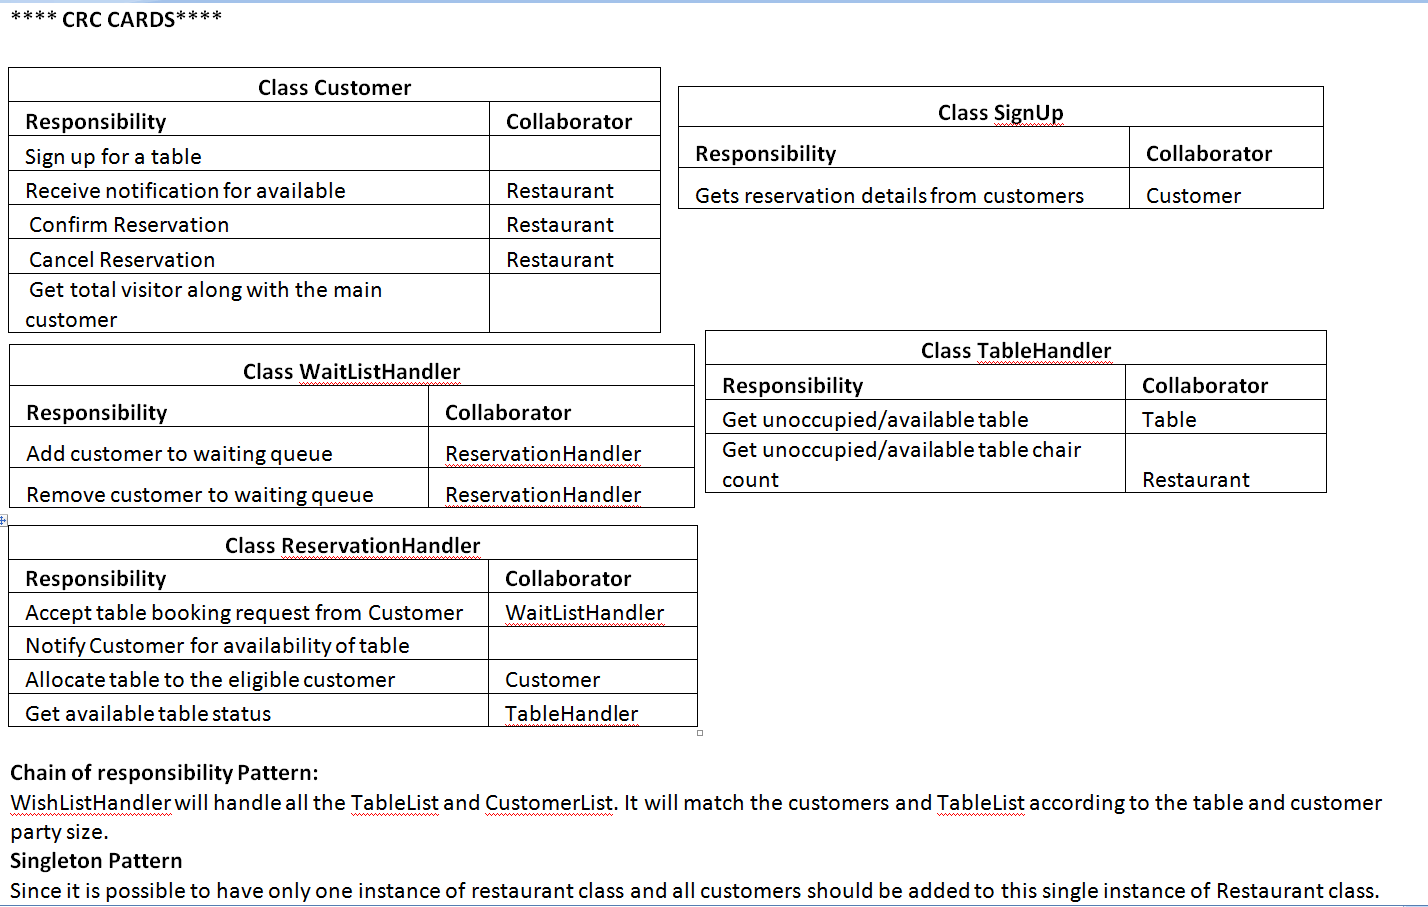 **** CRC CARDS****
Class Customer
Responsibility Collaborator
Sign up for a table
Receive notification for available Restaurant
Confirm Reservation Restaurant
Cancel Reservation Restaurant
Get total visitor along with the main
customer
Class SignUp
Responsibility Collaborator
Gets reservation details from customers Customer
Class WaitListHandler
Responsibility Collaborator
Add customer to waiting queue ReservationHandler
Remove customer to waiting queue ReservationHandler
Class TableHandler
Responsibility Collaborator
Get unoccupied/available table Table
Get unoccupied/available table chair
count Restaurant
Class ReservationHandler
Responsibility Collaborator
Accept table booking request from Customer WaitListHandler
Notify Customer for availability of table
Allocate table to the eligible customer Customer
Get available table status TableHandler
Chain of responsibility Pattern:
WishListHandler will handle all the TableList and CustomerList. It will match the customers and TableList according to the table and customer
party size.
Singleton Pattern
Since it is possible to have only one instance of restaurant class and all customers should be added to this single instance of Restaurant class.